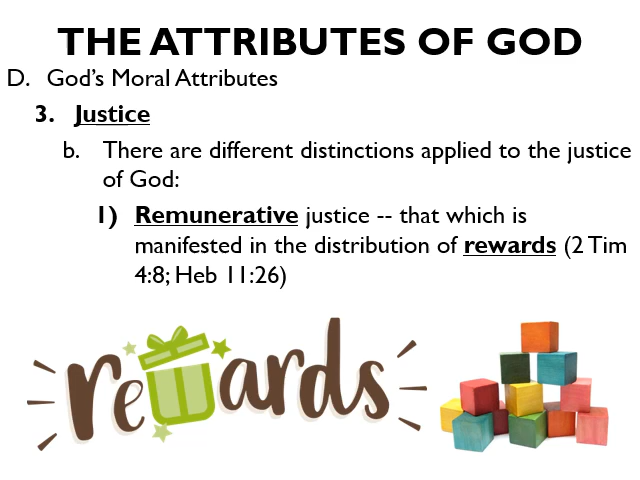 THE ATTRIBUTES OF GOD
D. God's Moral Attributes
3. Justice
b. There are different distinctions applied to the justice
of God:
1) Remunerative justice -- that which is
manifested in the distribution of rewards (2 Tim
4:8; Heb 11:26)
rewards